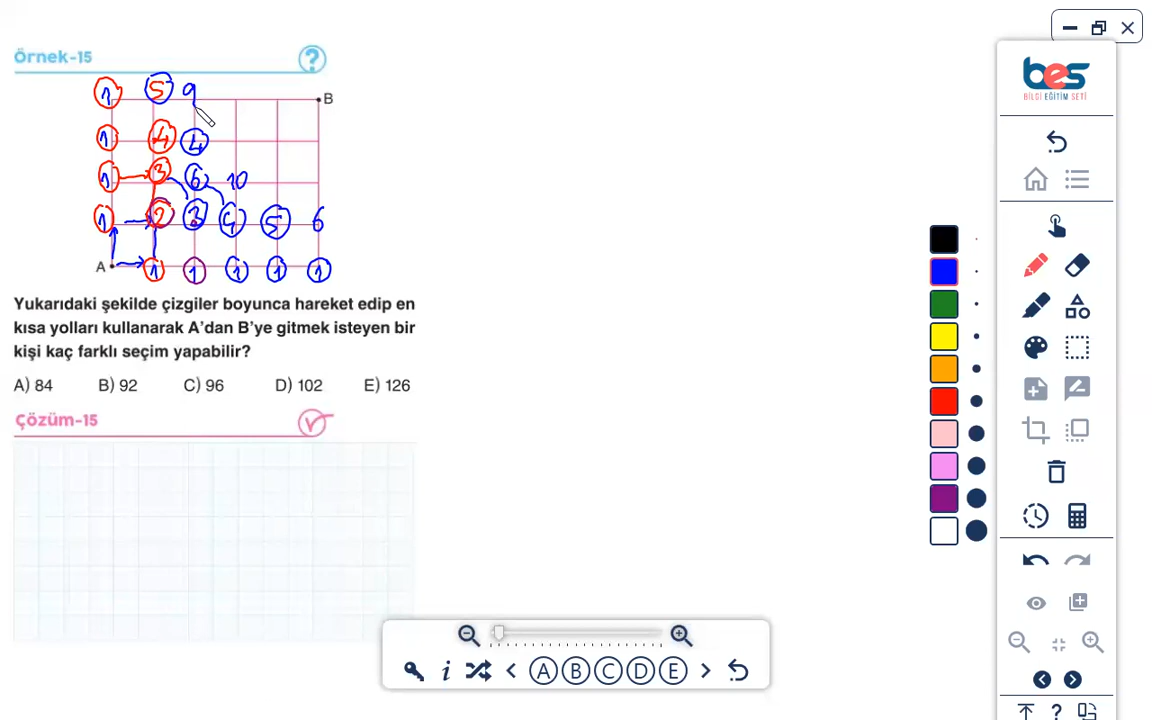 Örnek-15
?
1 5 9
B
1 4 4
1 3 6 10
1 2 3 4 5 6
A
1 1 1 1 1
Yukarıdaki şekilde çizgiler boyunca hareket edip en
kısa yolları kullanarak A'dan B'ye gitmek isteyen bir
kişi kaç farklı seçim yapabilir?
A) 84 B) 92 C) 96 D) 102 E) 126
Çözüm-15
bes
BİLGİ EĞİTİM SETİ
i A B C D E
?